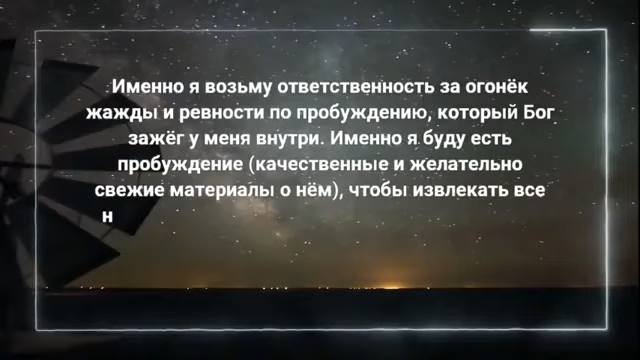 Именно я возьму ответственность за огонёк
жажды и ревности по пробуждению, который Бог
зажёг у меня внутри. Именно я буду есть
пробуждение (качественные и желательно
свежие материалы о нём), чтобы извлекать все
н